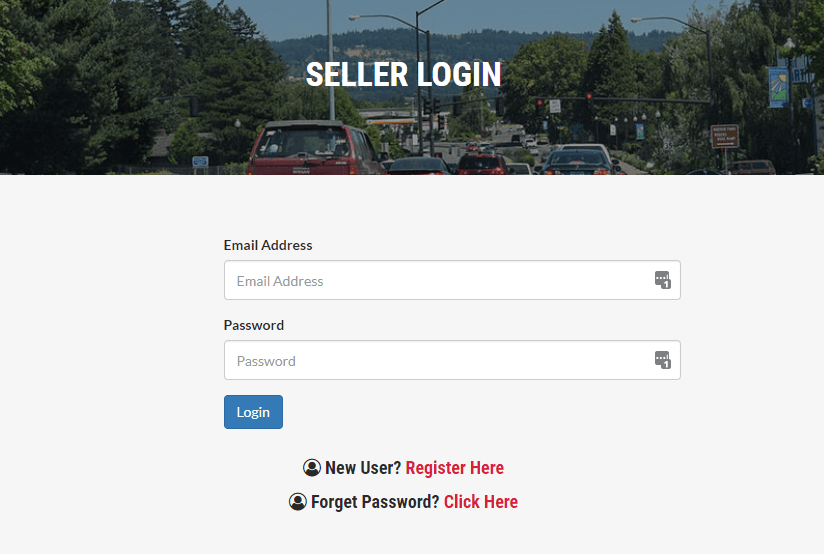 SELLER LOGIN
Email Address
Email Address
Password
Password
Login
New User? Register Here
Forget Password? Click Here